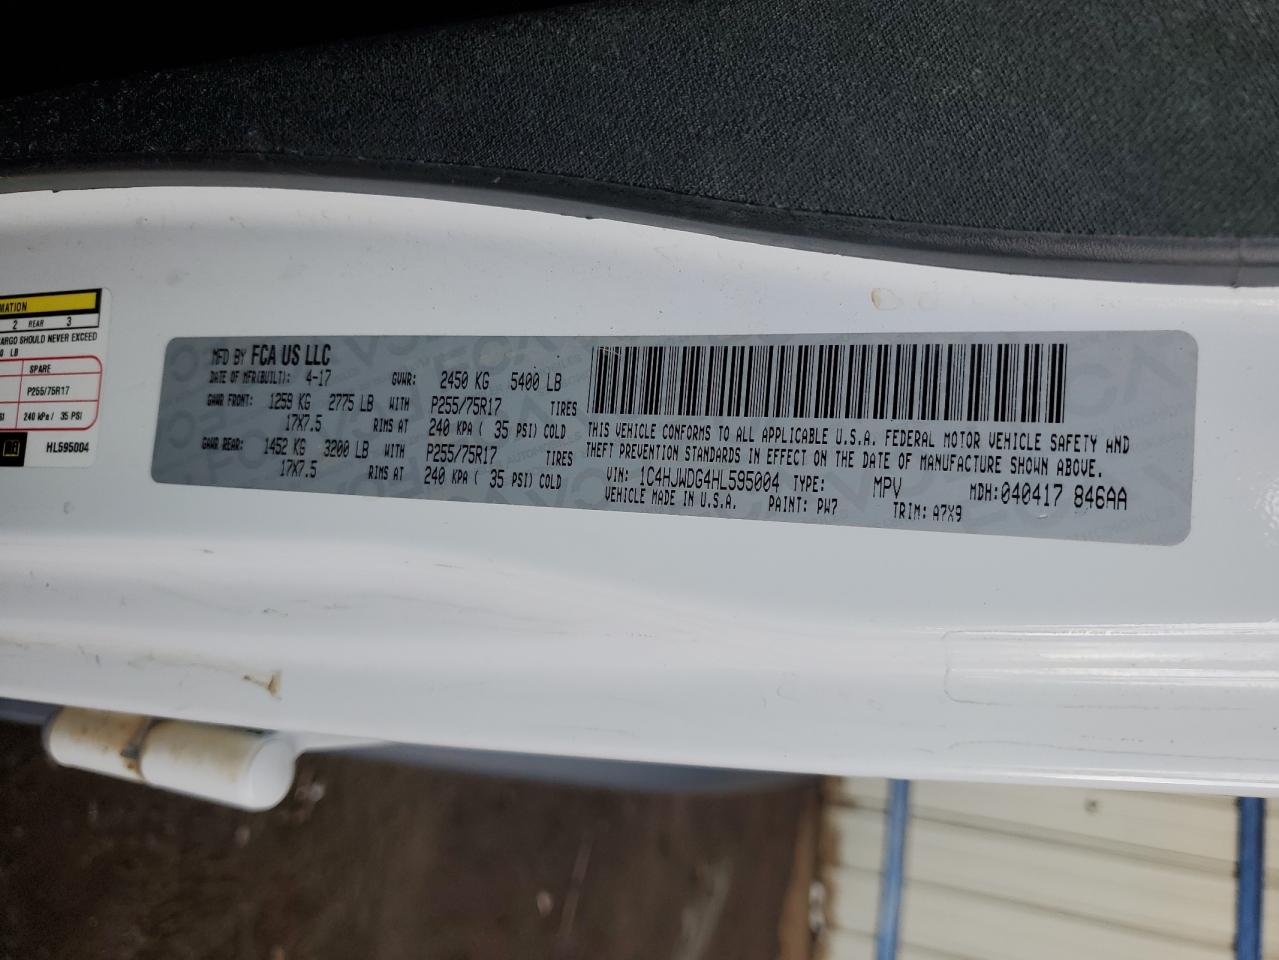 MATION
2 REAR 3
ARGO SHOULD NEVER EXCEED
LB
SPARE
P255/75R17
240 kPa / 35 PSI
HL595004
MFD BY FCA US LLC
DATE OF MFR(BUILT): 4-17 GVWR: 2450 KG 5400 LB
GAWR FRONT: 1259 KG 2775 LB WITH P255/75R17 TIRES
17X7.5 RIMS AT 240 KPA ( 35 PSI) COLD
GAWR REAR: 1452 KG 3200 LB WITH P255/75R17 TIRES
17X7.5 RIMS AT 240 KPA ( 35 PSI) COLD
THIS VEHICLE CONFORMS TO ALL APPLICABLE U.S.A. FEDERAL MOTOR VEHICLE SAFETY AND
THEFT PREVENTION STANDARDS IN EFFECT ON THE DATE OF MANUFACTURE SHOWN ABOVE.
VIN: 1C4HJWDG4HL595004 TYPE: MPV MDH:040417 846AA
VEHICLE MADE IN U.S.A. PAINT: PW7 TRIM: A7X9